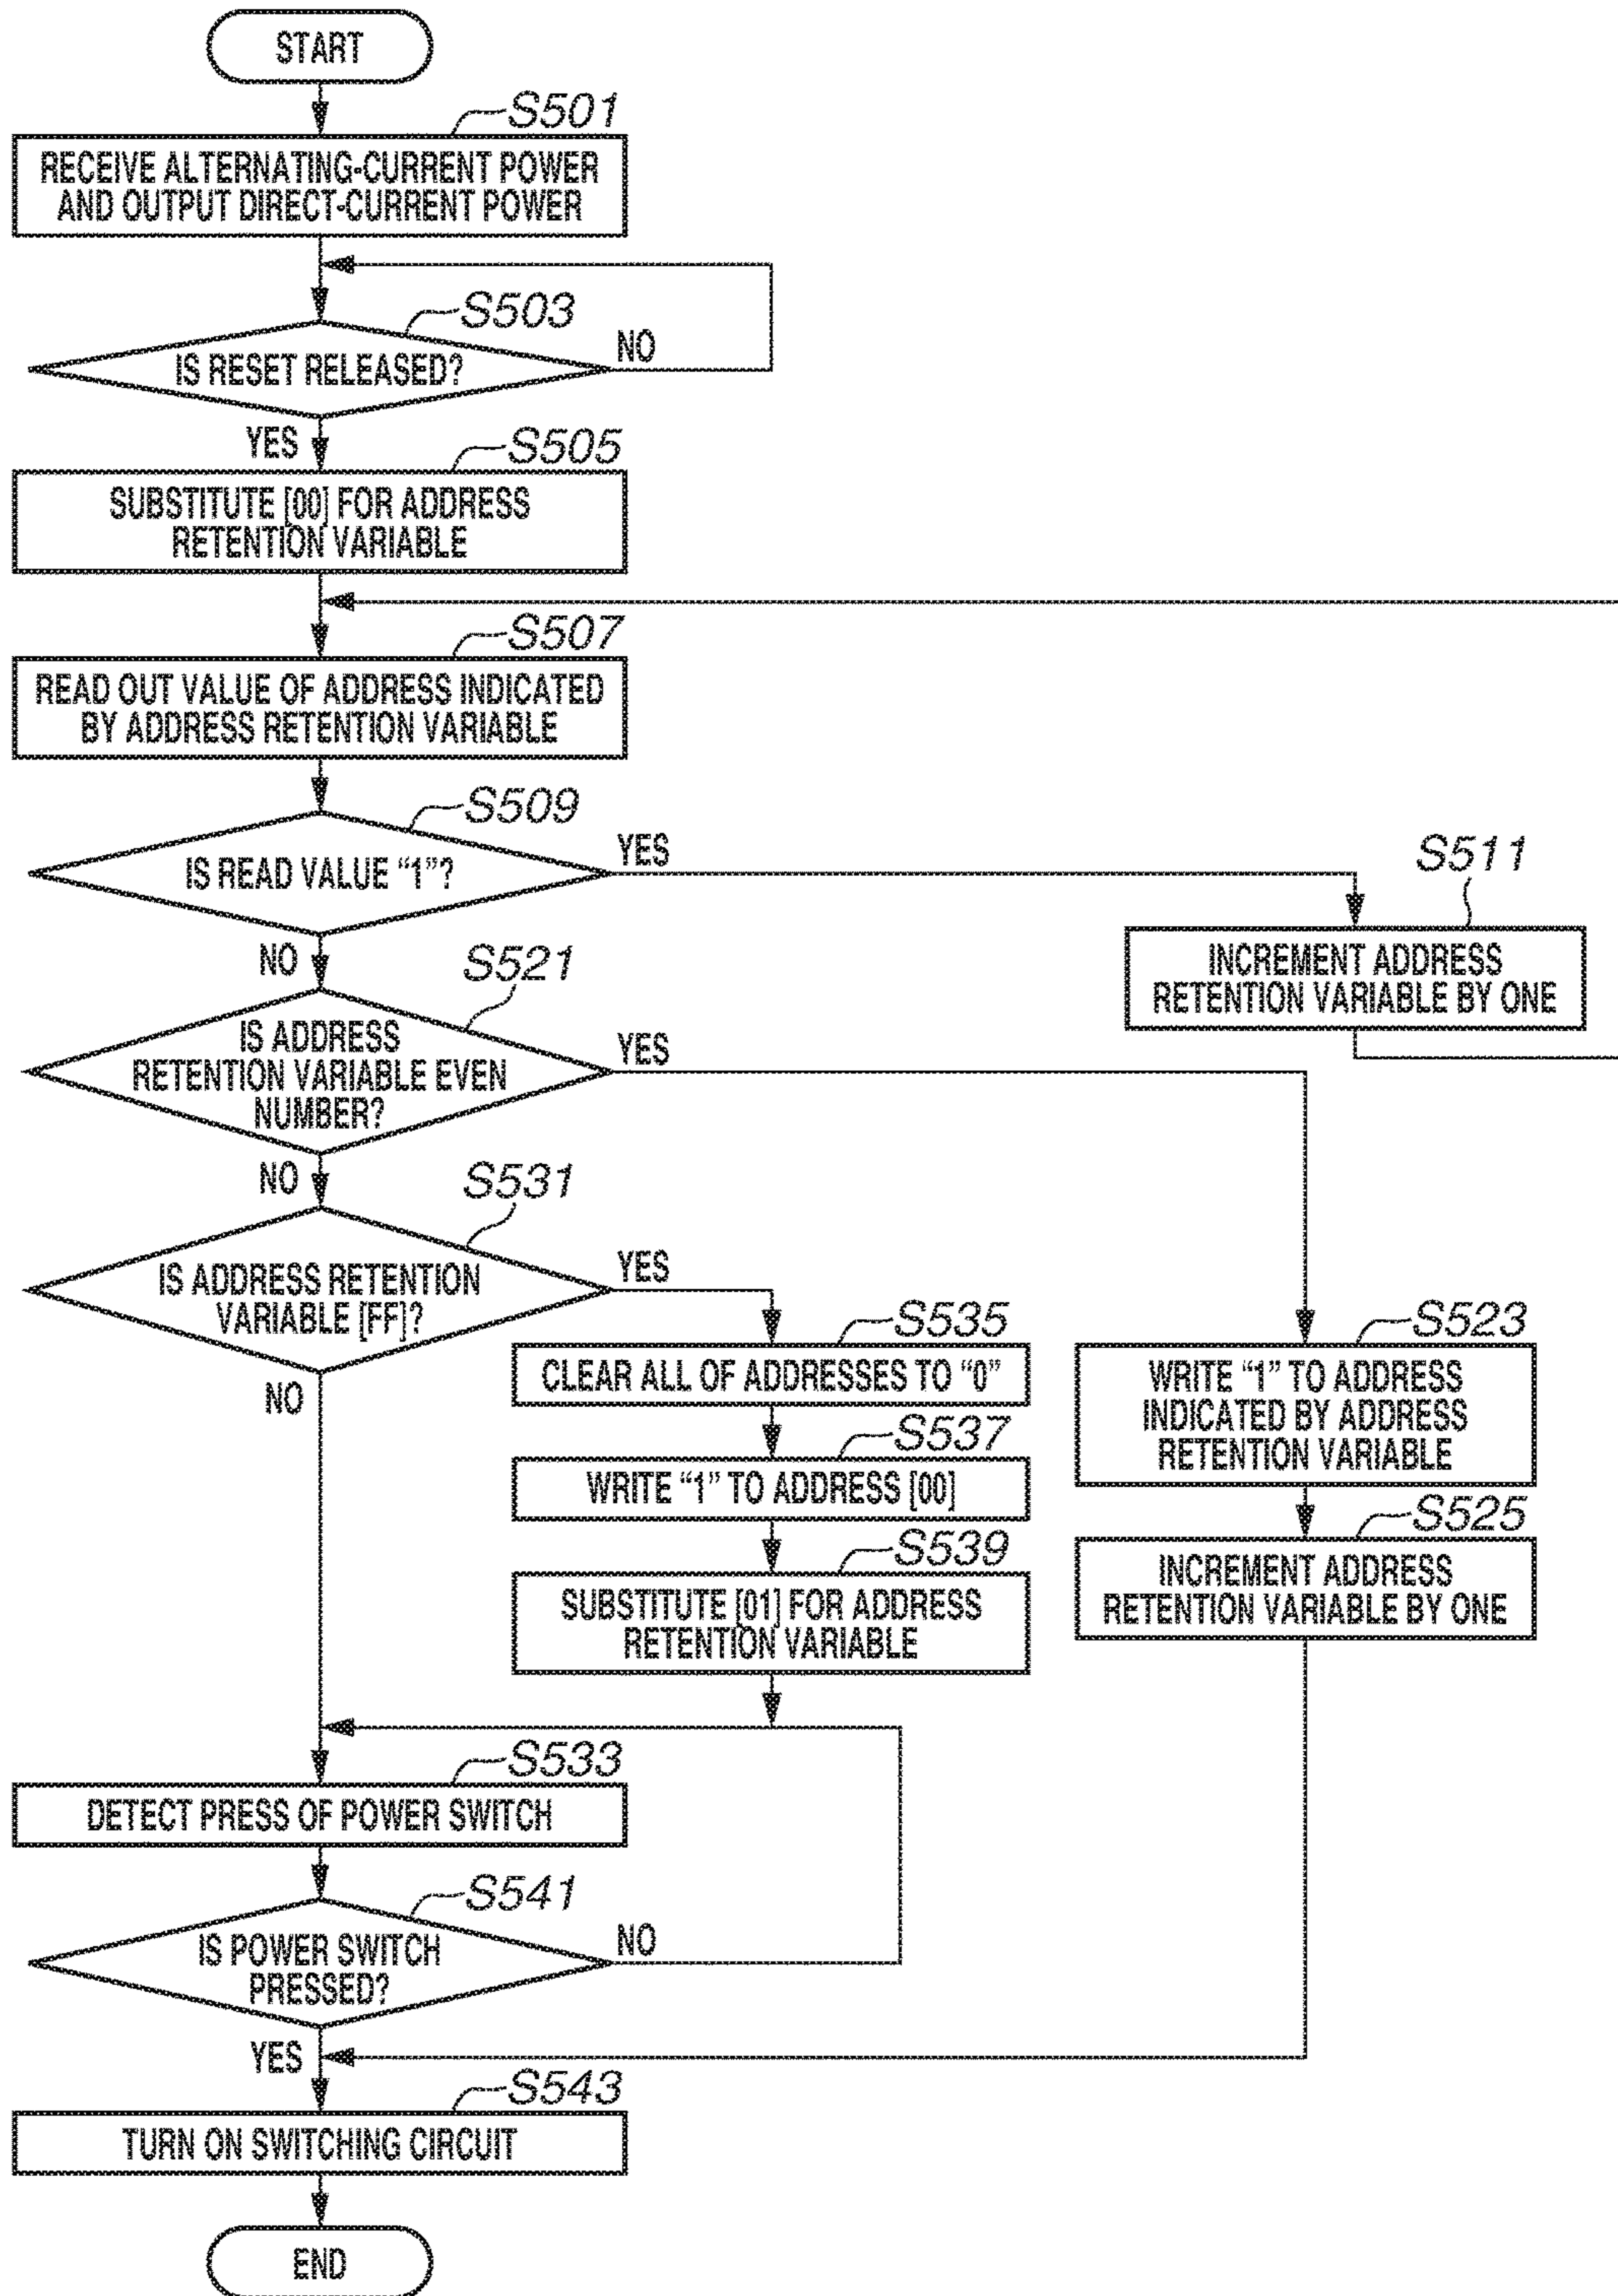 START
S501
RECEIVE ALTERNATING-CURRENT POWER
AND OUTPUT DIRECT-CURRENT POWER
S503
IS RESET RELEASED?
NO
YES
S505
SUBSTITUTE [00] FOR ADDRESS
RETENTION VARIABLE
S507
READ OUT VALUE OF ADDRESS INDICATED
BY ADDRESS RETENTION VARIABLE
S509
IS READ VALUE “1”?
YES
NO
S511
INCREMENT ADDRESS
RETENTION VARIABLE BY ONE
S521
IS ADDRESS
RETENTION VARIABLE EVEN
NUMBER?
YES
NO
S523
WRITE “1” TO ADDRESS
INDICATED BY ADDRESS
RETENTION VARIABLE
S525
INCREMENT ADDRESS
RETENTION VARIABLE BY ONE
S531
IS ADDRESS RETENTION
VARIABLE [FF]?
YES
NO
S535
CLEAR ALL OF ADDRESSES TO “0”
S537
WRITE “1” TO ADDRESS [00]
S539
SUBSTITUTE [01] FOR ADDRESS
RETENTION VARIABLE
S533
DETECT PRESS OF POWER SWITCH
S541
IS POWER SWITCH
PRESSED?
NO
YES
S543
TURN ON SWITCHING CIRCUIT
END